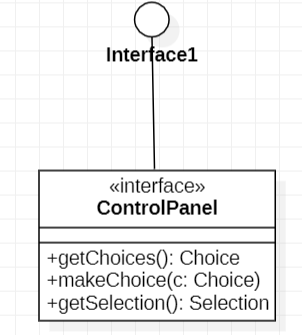 Interface1
«interface»
ControlPanel
+getChoices(): Choice
+makeChoice(c: Choice)
+getSelection(): Selection